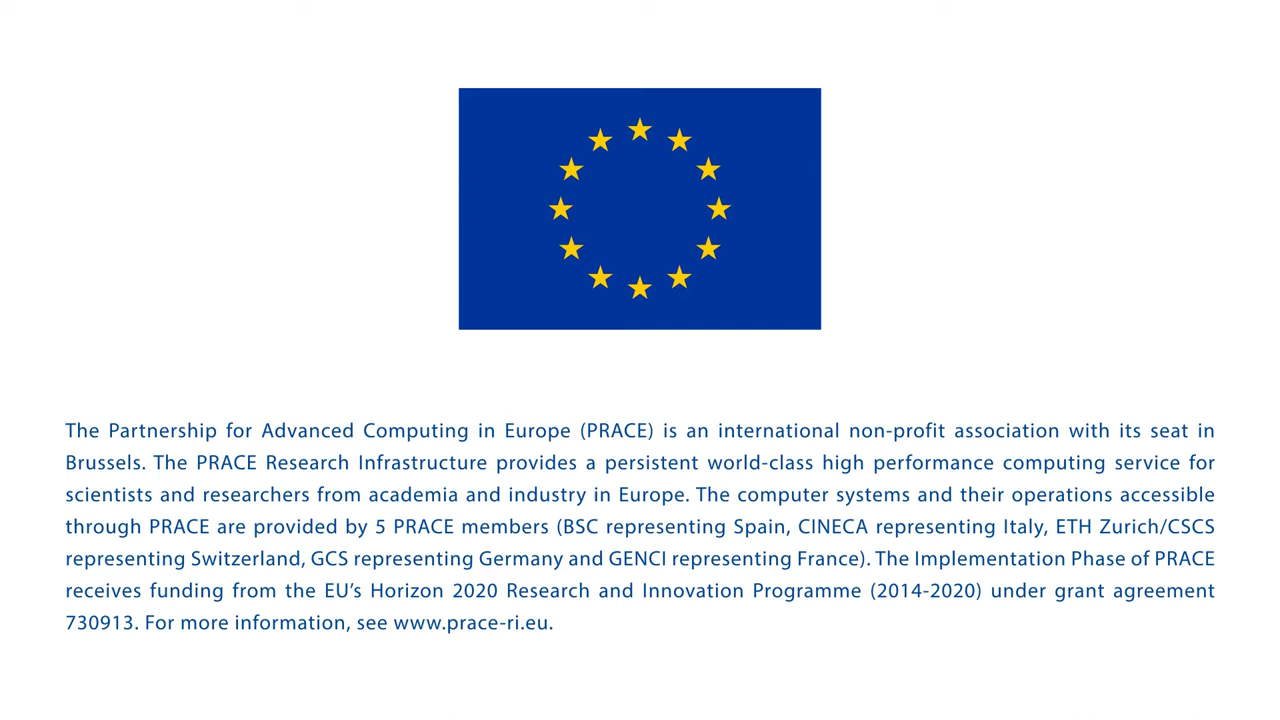 The Partnership for Advanced Computing in Europe (PRACE) is an international non-profit association with its seat in
Brussels. The PRACE Research Infrastructure provides a persistent world-class high performance computing service for
scientists and researchers from academia and industry in Europe. The computer systems and their operations accessible
through PRACE are provided by 5 PRACE members (BSC representing Spain, CINECA representing Italy, ETH Zurich/CSCS
representing Switzerland, GCS representing Germany and GENCI representing France). The Implementation Phase of PRACE
receives funding from the EU’s Horizon 2020 Research and Innovation Programme (2014-2020) under grant agreement
730913. For more information, see www.prace-ri.eu.